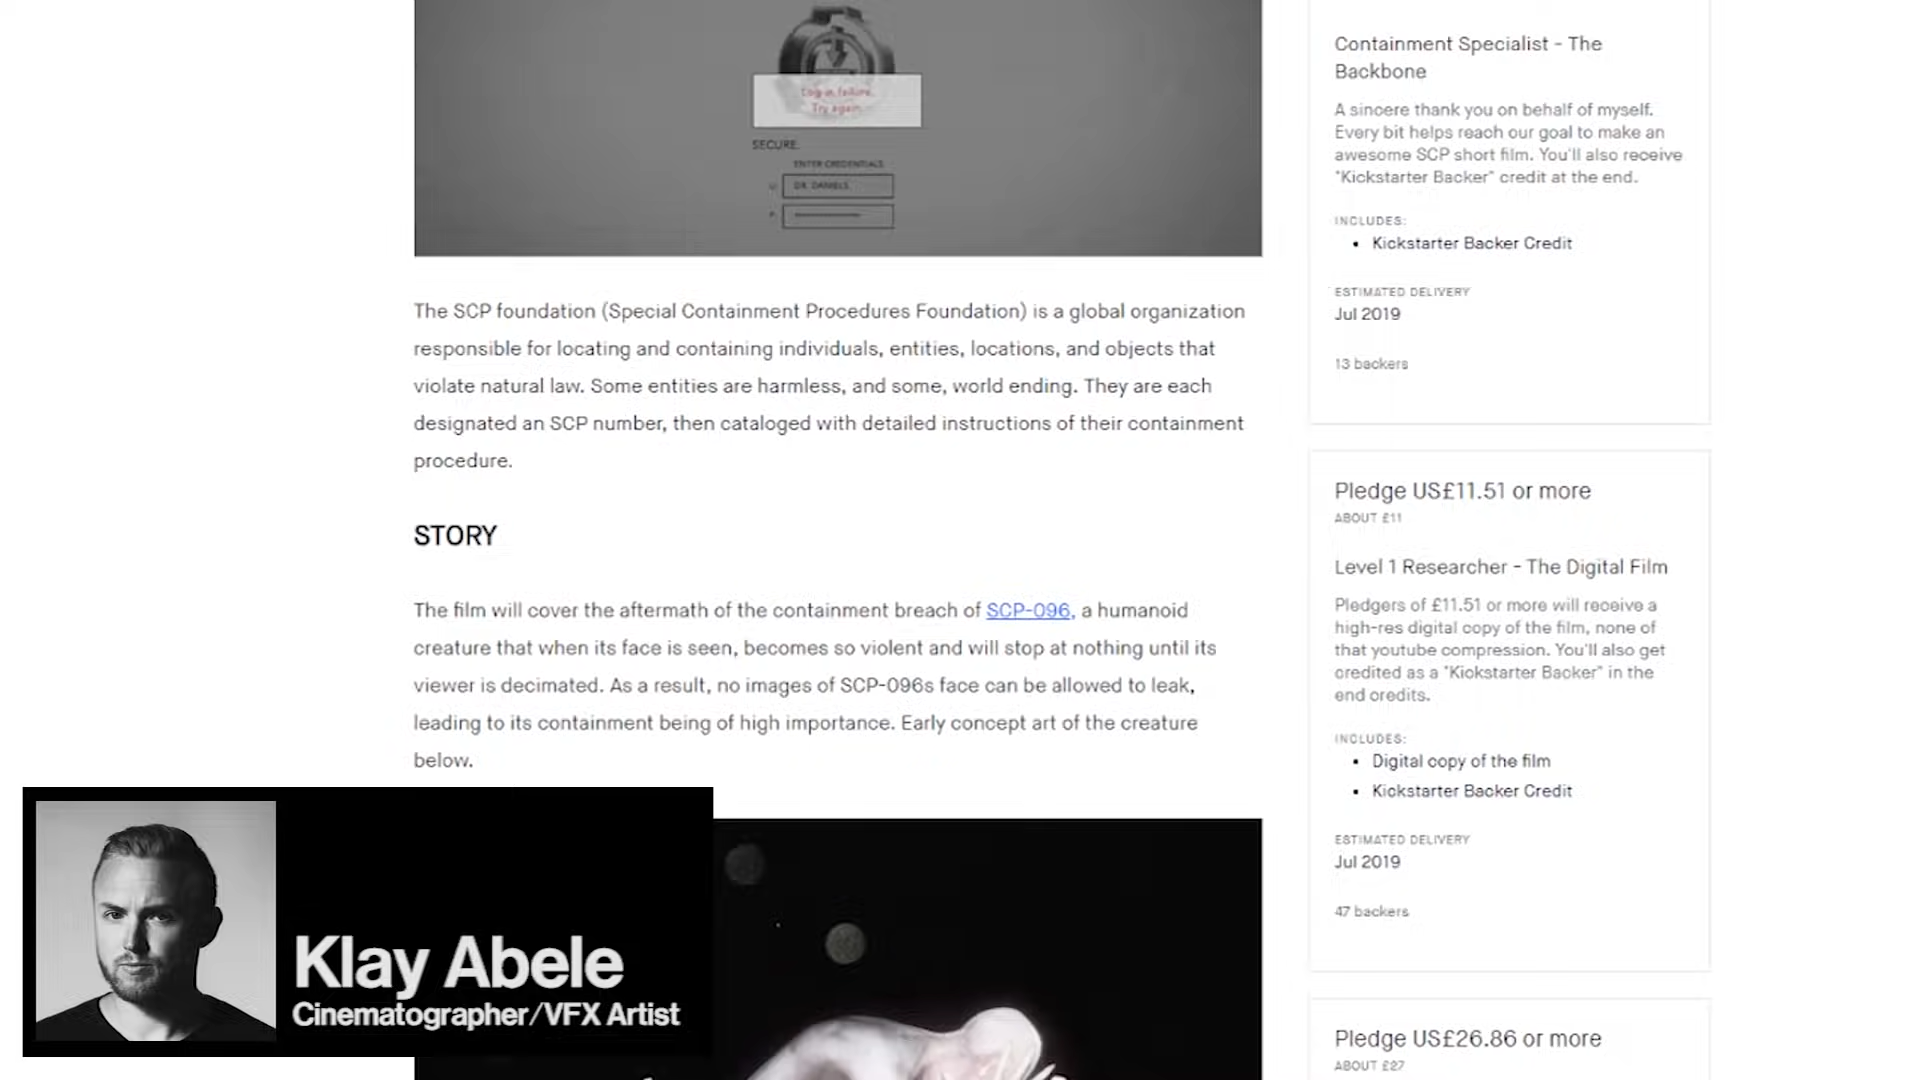 Log-in failure.
Try again.
SECURE.
ENTER CREDENTIALS
U:
DR. DANIELS
P:
The SCP foundation (Special Containment Procedures Foundation) is a global organization
responsible for locating and containing individuals, entities, locations, and objects that
violate natural law. Some entities are harmless, and some, world ending. They are each
designated an SCP number, then cataloged with detailed instructions of their containment
procedure.
STORY
The film will cover the aftermath of the containment breach of SCP-096, a humanoid
creature that when its face is seen, becomes so violent and will stop at nothing until its
viewer is decimated. As a result, no images of SCP-096s face can be allowed to leak,
leading to its containment being of high importance. Early concept art of the creature
below.
Klay Abele
Cinematographer/VFX Artist
Containment Specialist - The
Backbone
A sincere thank you on behalf of myself.
Every bit helps reach our goal to make an
awesome SCP short film. You'll also receive
"Kickstarter Backer" credit at the end.
INCLUDES:
• Kickstarter Backer Credit
ESTIMATED DELIVERY
Jul 2019
13 backers
Pledge US£11.51 or more
ABOUT £11
Level 1 Researcher - The Digital Film
Pledgers of £11.51 or more will receive a
high-res digital copy of the film, none of
that youtube compression. You'll also get
credited as a "Kickstarter Backer" in the
end credits.
INCLUDES:
• Digital copy of the film
• Kickstarter Backer Credit
ESTIMATED DELIVERY
Jul 2019
47 backers
Pledge US£26.86 or more
ABOUT £27